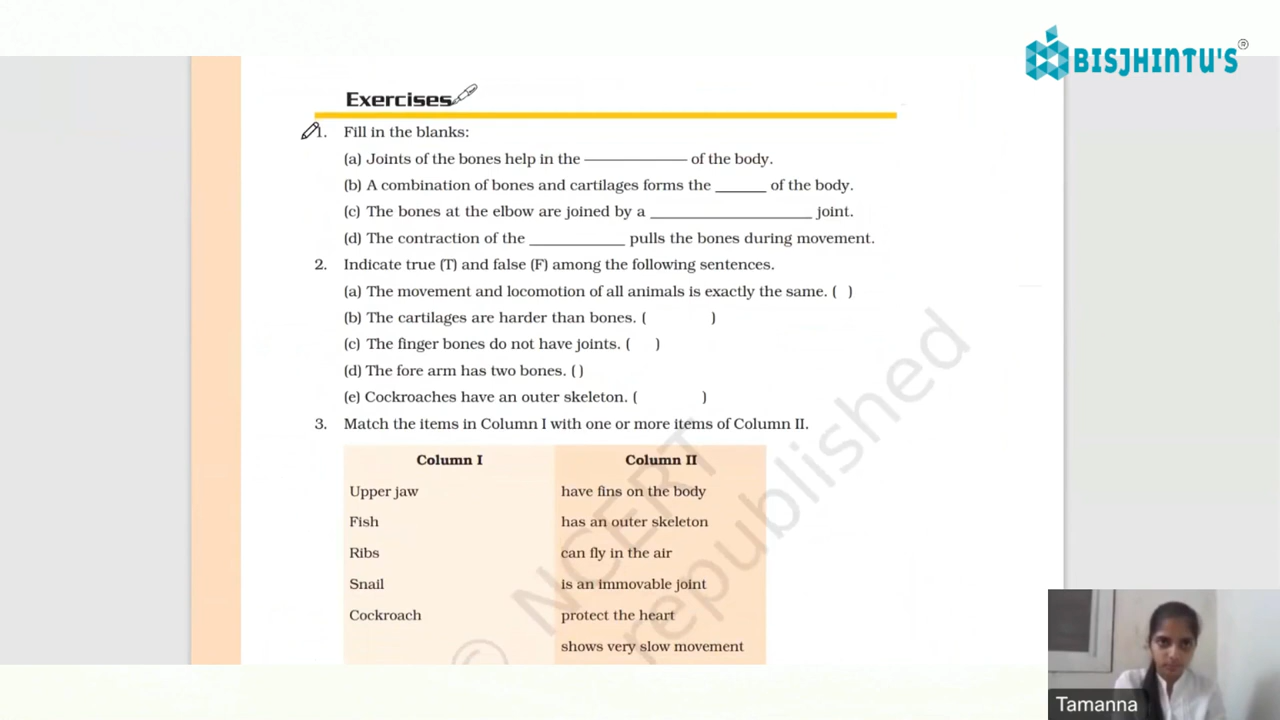 BISJHINTU'S ®
Exercises
1. Fill in the blanks:
(a) Joints of the bones help in the ____________ of the body.
(b) A combination of bones and cartilages forms the ______ of the body.
(c) The bones at the elbow are joined by a ___________________ joint.
(d) The contraction of the ___________ pulls the bones during movement.
2. Indicate true (T) and false (F) among the following sentences.
(a) The movement and locomotion of all animals is exactly the same. ( )
(b) The cartilages are harder than bones. ( )
(c) The finger bones do not have joints. ( )
(d) The fore arm has two bones. ( )
(e) Cockroaches have an outer skeleton. ( )
3. Match the items in Column I with one or more items of Column II.
Column I Column II
Upper jaw have fins on the body
Fish has an outer skeleton
Ribs can fly in the air
Snail is an immovable joint
Cockroach protect the heart
shows very slow movement
© NCERT
republished
Tamanna